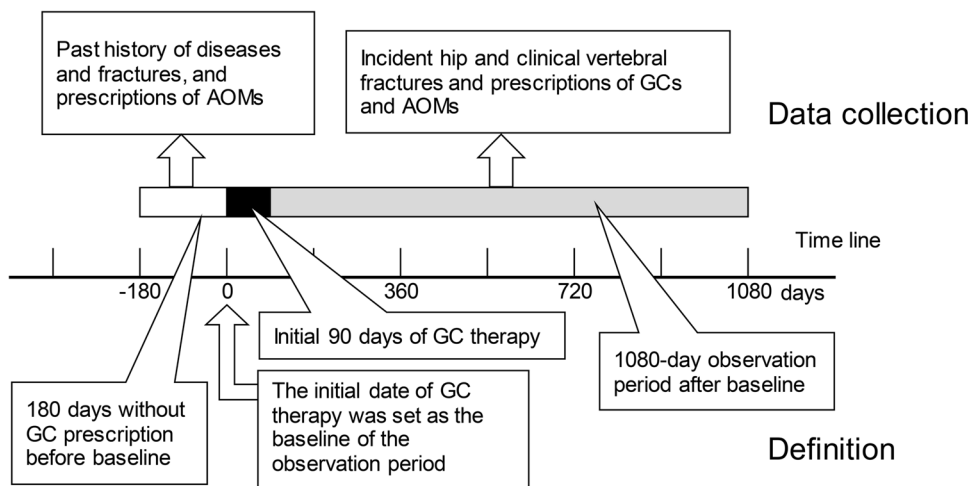 Past history of diseases
and fractures, and
prescriptions of AOMs
Incident hip and clinical vertebral
fractures and prescriptions of GCs
and AOMs
Data collection
Time line
-180
0
360
720
1080 days
Initial 90 days of GC therapy
1080-day observation
period after baseline
180 days without
GC prescription
before baseline
The initial date of GC
therapy was set as the
baseline of the
observation period
Definition